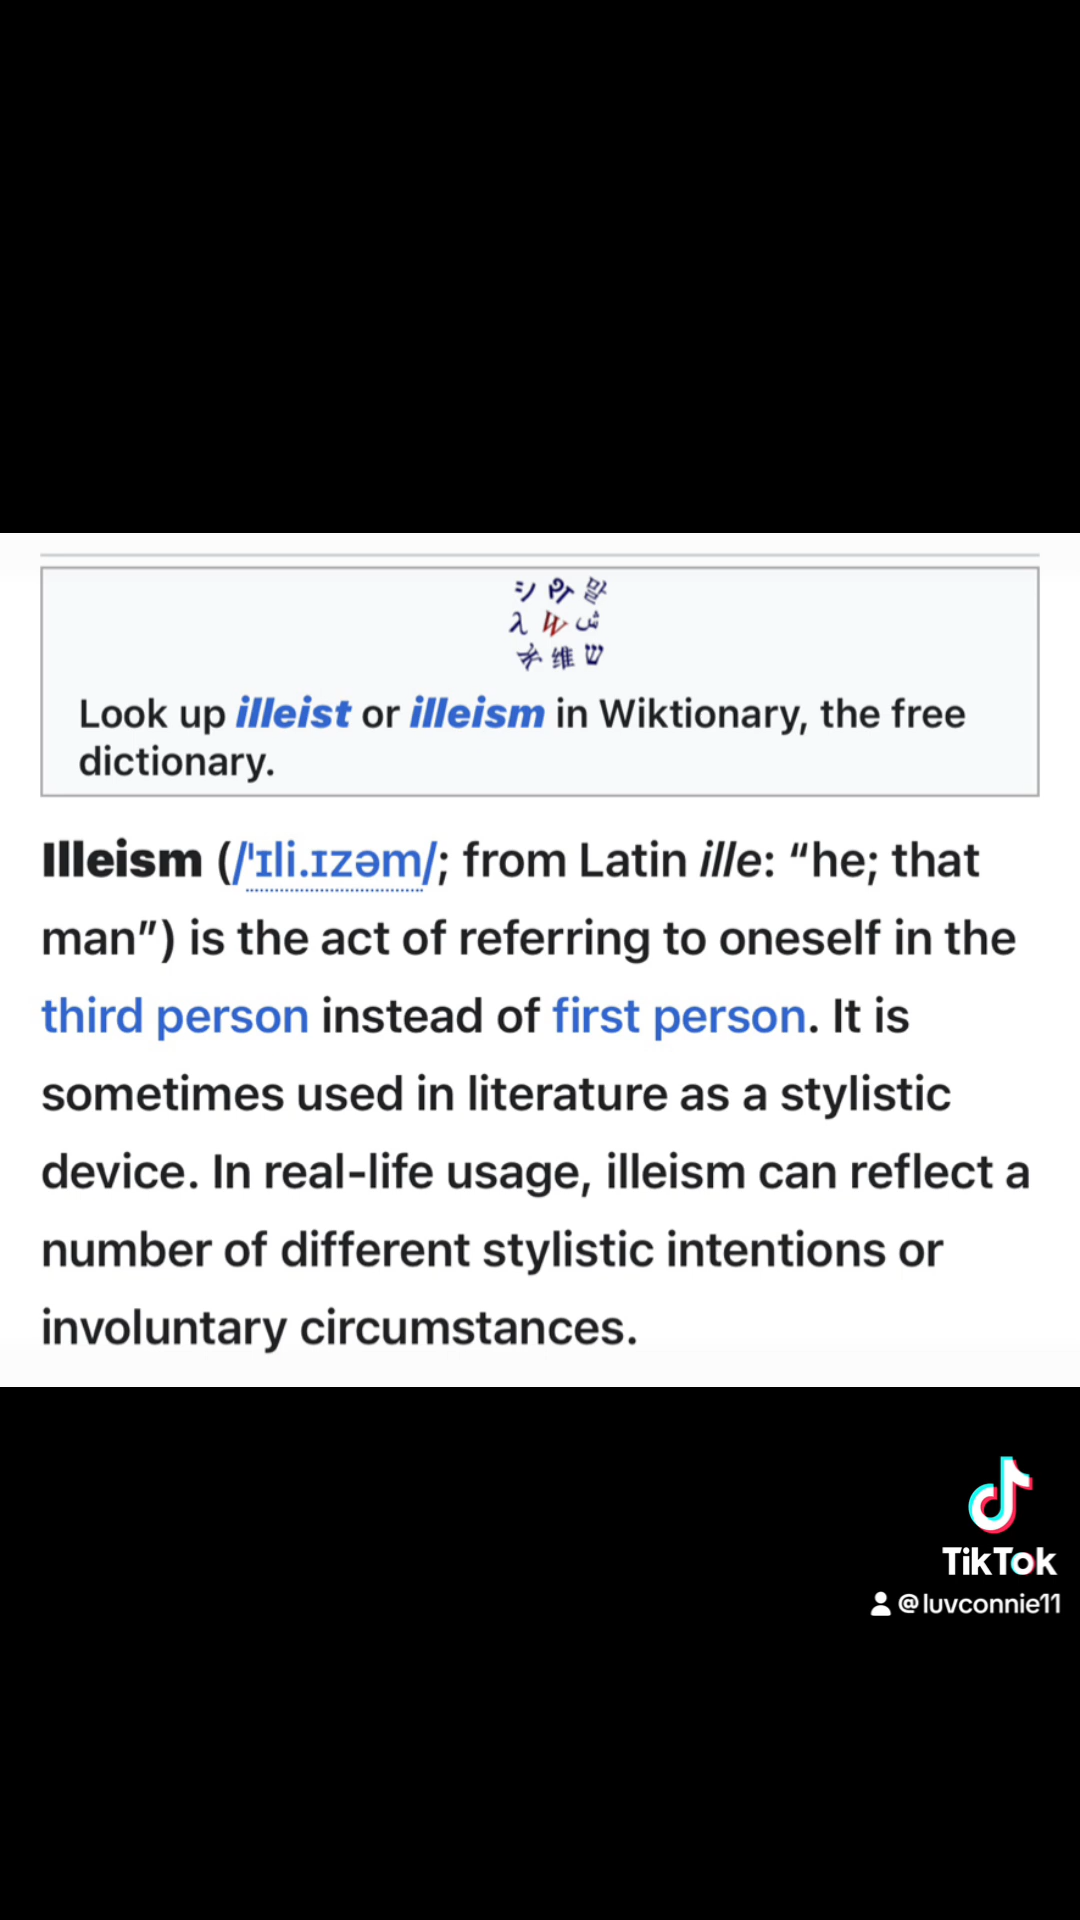 シ 말
λ W ش
维 ש
Look up illeist or illeism in Wiktionary, the free
dictionary.
Illeism (/ˈɪli.ɪzəm/; from Latin ille: “he; that
man”) is the act of referring to oneself in the
third person instead of first person. It is
sometimes used in literature as a stylistic
device. In real-life usage, illeism can reflect a
number of different stylistic intentions or
involuntary circumstances.
TikTok
@luvconnie11